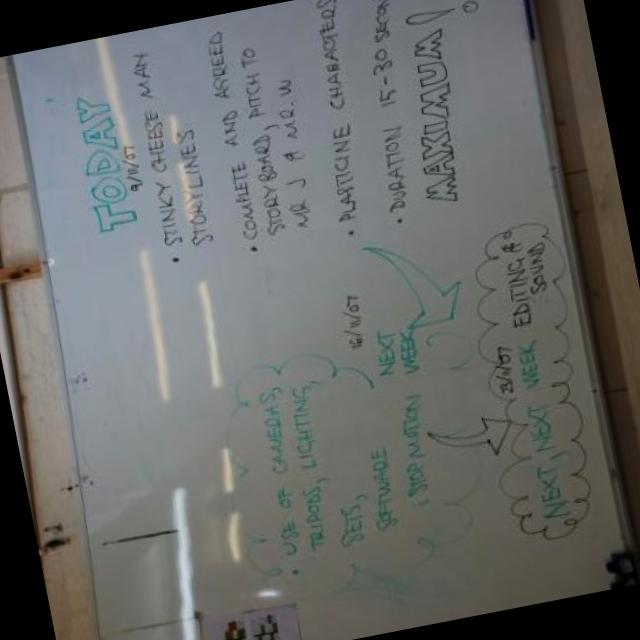 TODAY
9/11/07
• STINKY CHEESE MAN
STORYLINES
• COMPLETE AND AGREED
STORYBOARD, PITCH TO
MR J & MR. W
• PLASTICINE CHARACTERS
• DURATION 15-30 SECON
MAXIMUM!
16/11/07
NEXT
WEEK
• USE OF CAMERAS,
TRIPODS, LIGHTING,
SETS,
SOFTWARE
(STOP MOTION
23/11/07 EDITING &
SOUND
NEXT, NEXT WEEK